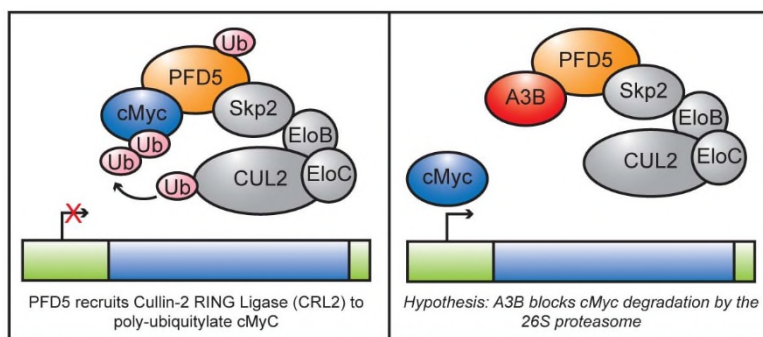 Ub
PFD5
cMyc
Skp2
Ub
Ub
EloB
Ub
CUL2
EloC
X
PFD5 recruits Cullin-2 RING Ligase (CRL2) to
poly-ubiquitylate cMyC
PFD5
A3B
Skp2
EloB
CUL2
EloC
cMyc
Hypothesis: A3B blocks cMyc degradation by the
26S proteasome